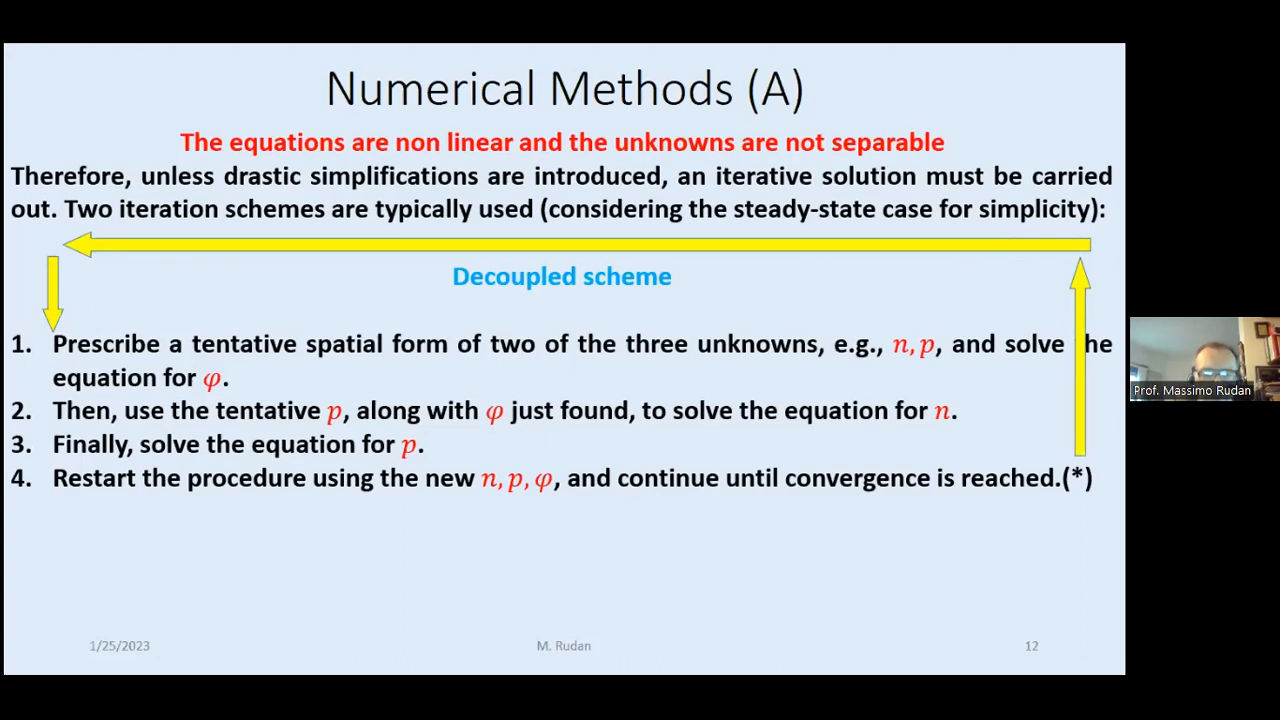 Numerical Methods (A)
The equations are non linear and the unknowns are not separable
Therefore, unless drastic simplifications are introduced, an iterative solution must be carried
out. Two iteration schemes are typically used (considering the steady-state case for simplicity):
Decoupled scheme
1. Prescribe a tentative spatial form of two of the three unknowns, e.g., n, p, and solve the
equation for φ.
2. Then, use the tentative p, along with φ just found, to solve the equation for n.
3. Finally, solve the equation for p.
4. Restart the procedure using the new n, p, φ, and continue until convergence is reached.(*)
Prof. Massimo Rudan
1/25/2023
M. Rudan
12